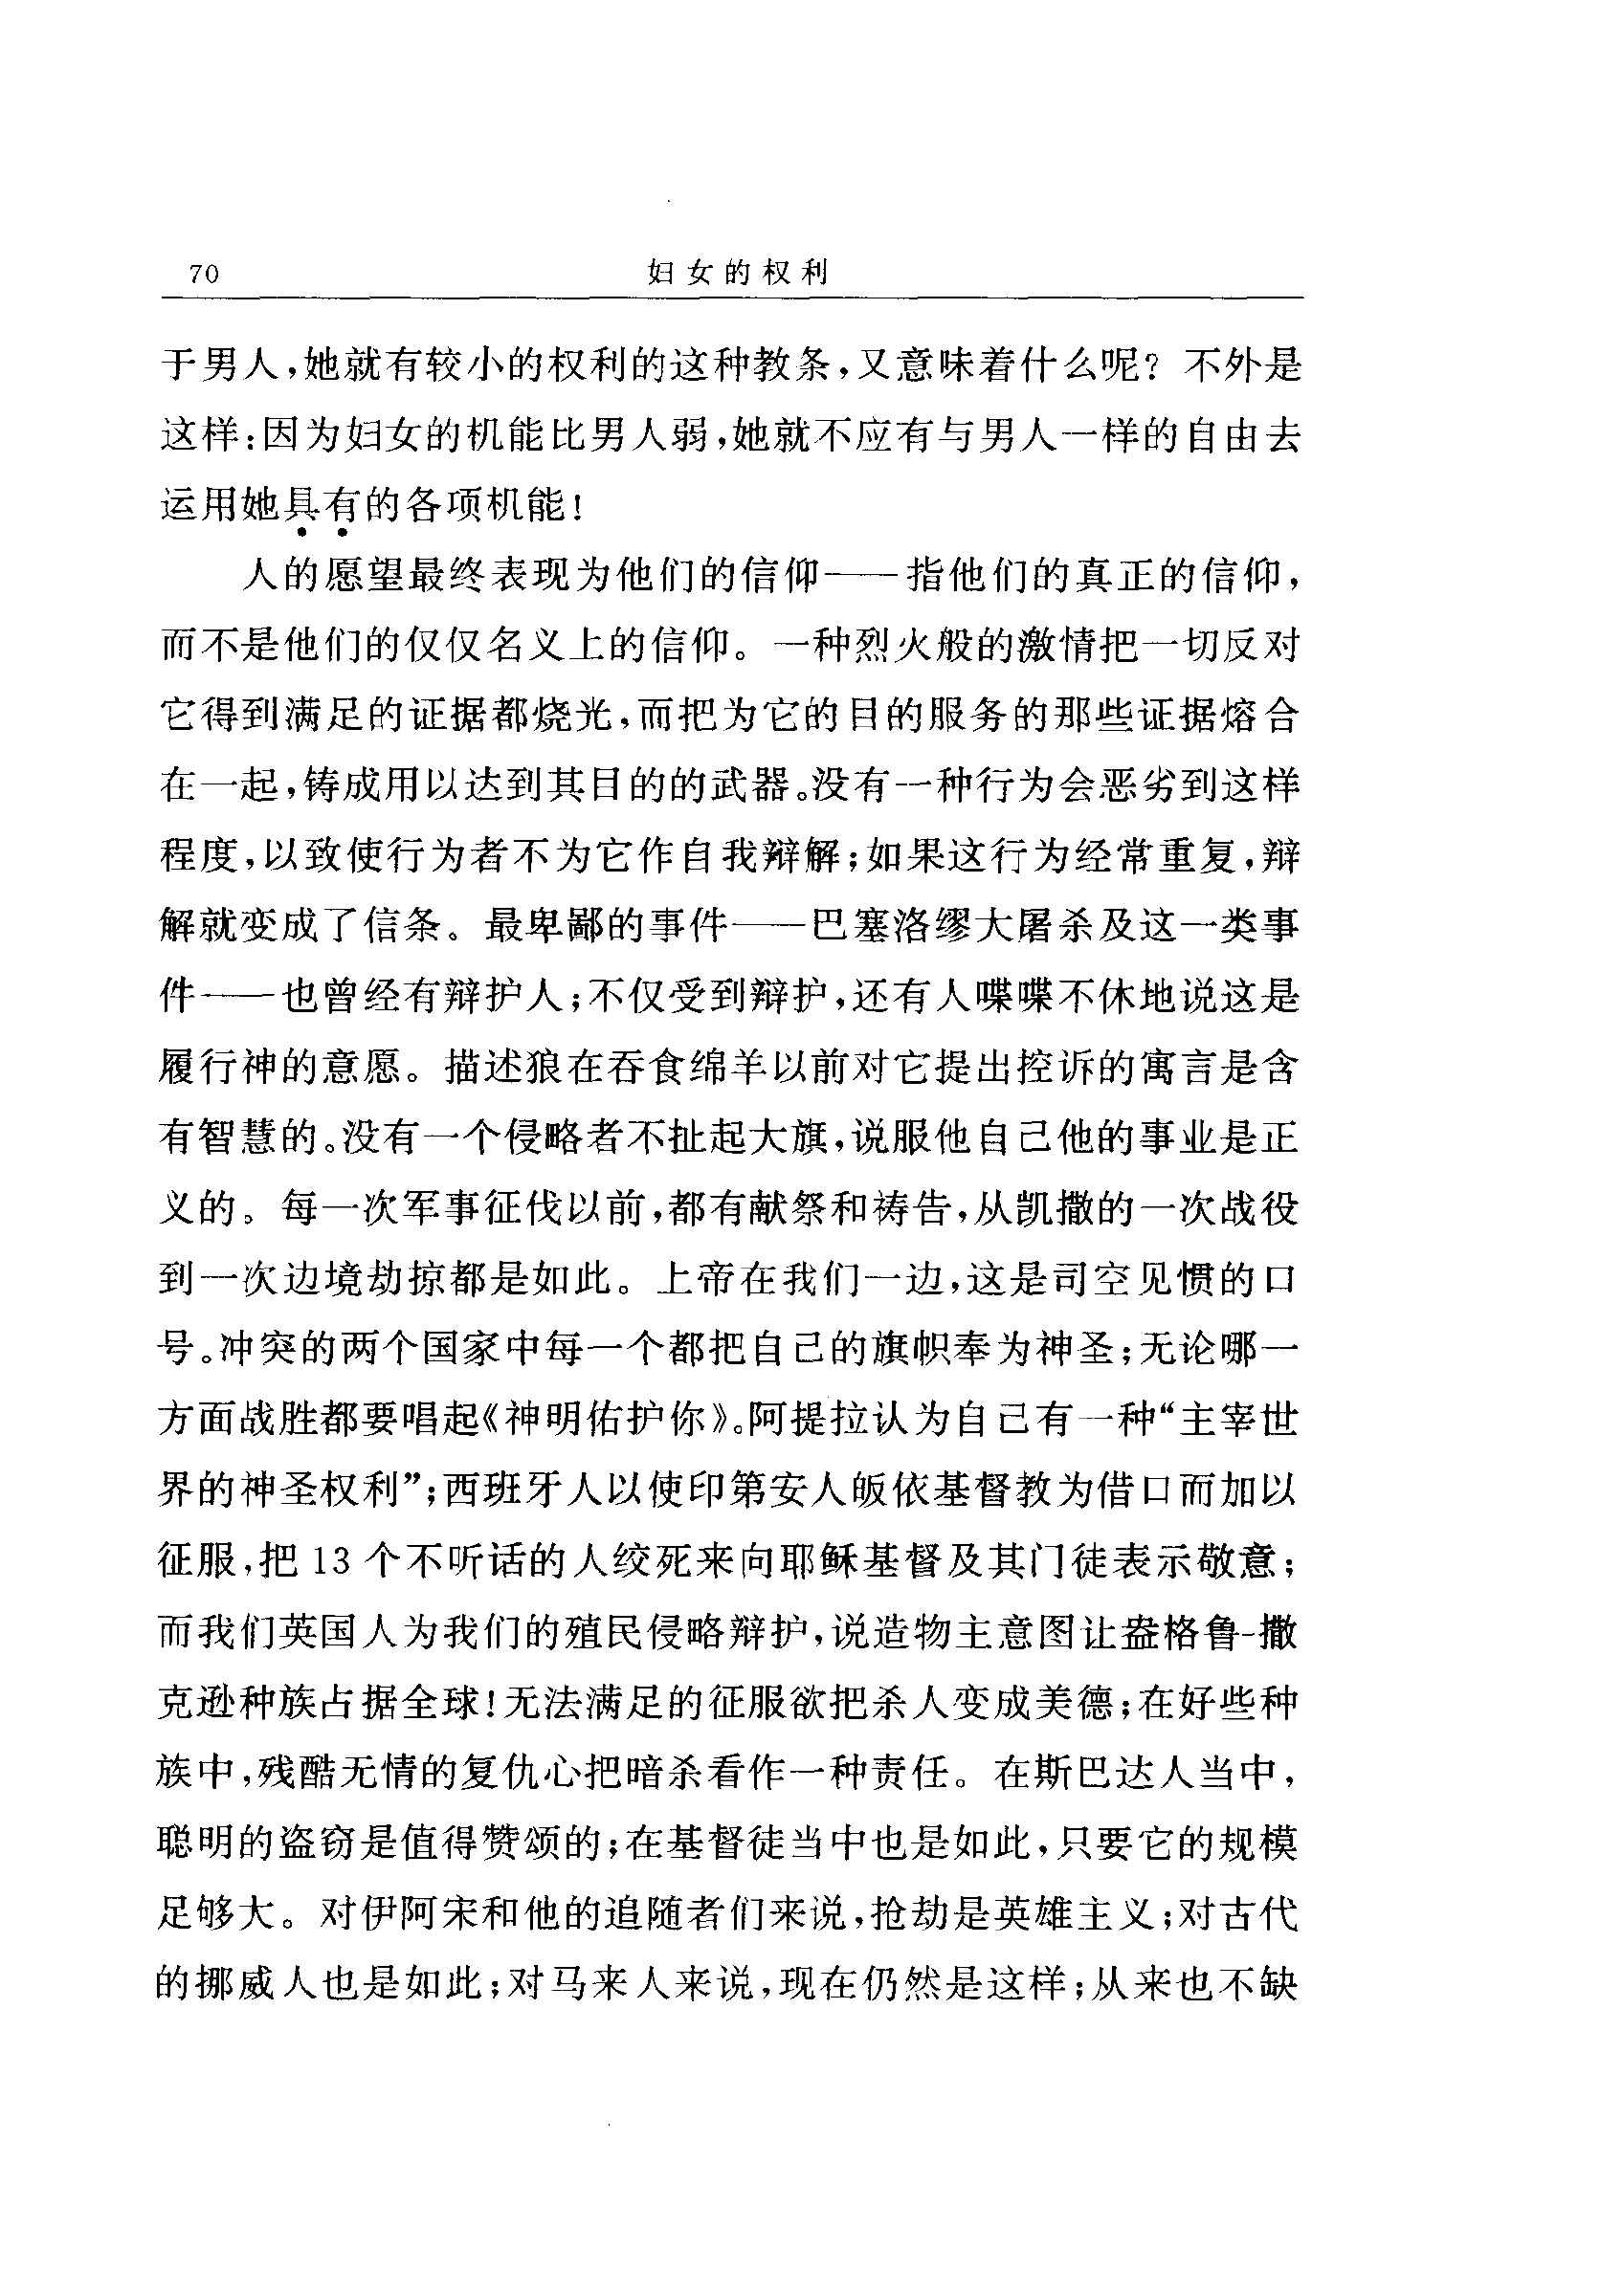 70
妇女的权利
于男人,她就有较小的权利的这种教条,又意味着什么呢? 不外是
这样:因为妇女的机能比男人弱,她就不应有与男人一样的自由去
运用她具有的各项机能!
人的愿望最终表现为他们的信仰——指他们的真正的信仰,
而不是他们的仅仅名义上的信仰。一种烈火般的激情把一切反对
它得到满足的证据都烧光,而把为它的目的服务的那些证据熔合
在一起,铸成用以达到其目的的武器。没有一种行为会恶劣到这样
程度,以致使行为者不为它作自我辩解;如果这行为经常重复,辩
解就变成了信条。最卑鄙的事件——巴塞洛缪大屠杀及这一类事
件——也曾经有辩护人;不仅受到辩护,还有人喋喋不休地说这是
履行神的意愿。描述狼在吞食绵羊以前对它提出控诉的寓言是含
有智慧的。没有一个侵略者不扯起大旗,说服他自己他的事业是正
义的。每一次军事征伐以前,都有献祭和祷告,从凯撒的一次战役
到一次边境劫掠都是如此。上帝在我们一边,这是司空见惯的口
号。冲突的两个国家中每一个都把自己的旗帜奉为神圣;无论哪一
方面战胜都要唱起《神明佑护你》。阿提拉认为自己有一种“主宰世
界的神圣权利”;西班牙人以使印第安人皈依基督教为借口而加以
征服,把 13 个不听话的人绞死来向耶稣基督及其门徒表示敬意;
而我们英国人为我们的殖民侵略辩护,说造物主意图让盎格鲁-撒
克逊种族占据全球!无法满足的征服欲把杀人变成美德;在好些种
族中,残酷无情的复仇心把暗杀看作一种责任。在斯巴达人当中,
聪明的盗窃是值得赞颂的;在基督徒当中也是如此,只要它的规模
足够大。对伊阿宋和他的追随者们来说,抢劫是英雄主义;对古代
的挪威人也是如此;对马来人来说,现在仍然是这样;从来也不缺